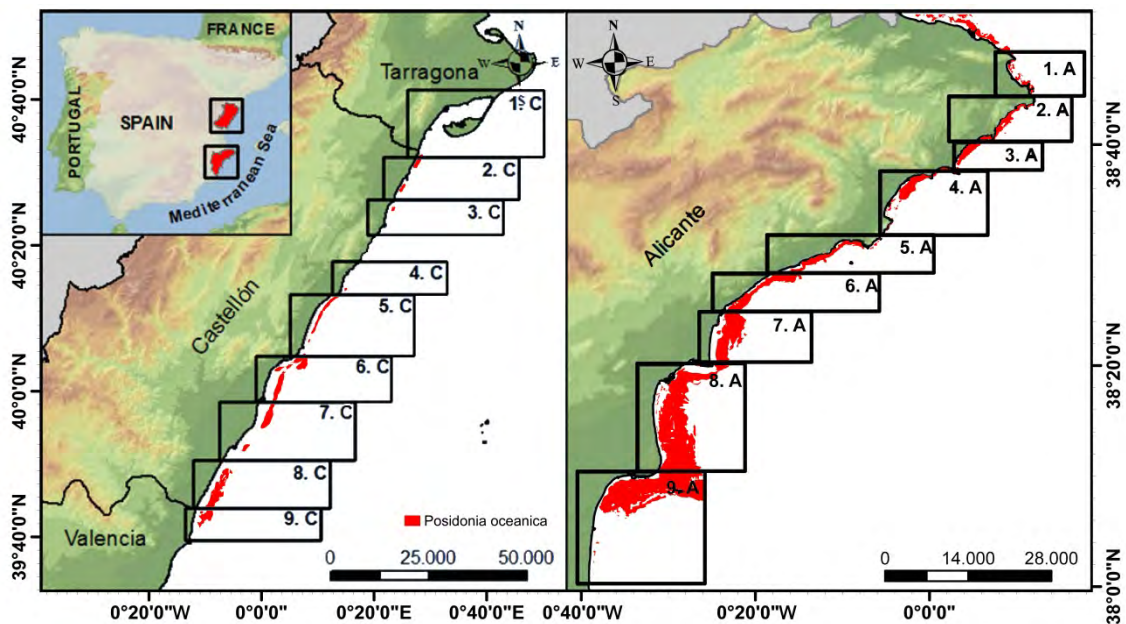 FRANCE
PORTUGAL
SPAIN
Mediterranean Sea
N
W E
S
Tarragona
Castellón
Valencia
1. C
2. C
3. C
4. C
5. C
6. C
7. C
8. C
9. C
Posidonia oceanica
0 25.000 50.000
40°40'0"N
40°20'0"N
40°0'0"N
39°40'0"N
0°20'0"W 0°0'0" 0°20'0"E 0°40'0"E
N
W E
S
Alicante
1. A
2. A
3. A
4. A
5. A
6. A
7. A
8. A
9. A
0 14.000 28.000
38°40'0"N
38°20'0"N
38°0'0"N
0°40'0"W 0°20'0"W 0°0'0"